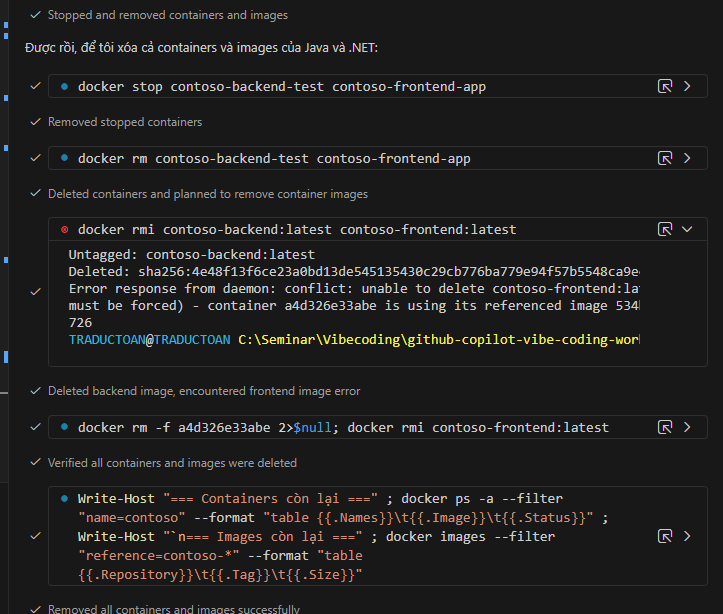 Stopped and removed containers and images
Được rồi, để tôi xóa cả containers và images của Java và .NET:
docker stop contoso-backend-test contoso-frontend-app
Removed stopped containers
docker rm contoso-backend-test contoso-frontend-app
Deleted containers and planned to remove container images
docker rmi contoso-backend:latest contoso-frontend:latest
Untagged: contoso-backend:latest
Deleted: sha256:4e48f13f6ce23a0bd13de545135430c29cb776ba779e94f57b5548ca9e
Error response from daemon: conflict: unable to delete contoso-frontend:la
must be forced) - container a4d326e33abe is using its referenced image 534
726
TRADUCTOAN@TRADUCTOAN C:\Seminar\Vibecoding\github-copilot-vibe-coding-wor
Deleted backend image, encountered frontend image error
docker rm -f a4d326e33abe 2>$null; docker rmi contoso-frontend:latest
Verified all containers and images were deleted
Write-Host "=== Containers còn lại ===" ; docker ps -a --filter
"name=contoso" --format "table {{.Names}}\t{{.Image}}\t{{.Status}}" ;
Write-Host "`n=== Images còn lại ===" ; docker images --filter
"reference=contoso-*" --format "table
{{.Repository}}\t{{.Tag}}\t{{.Size}}"
Removed all containers and images successfully